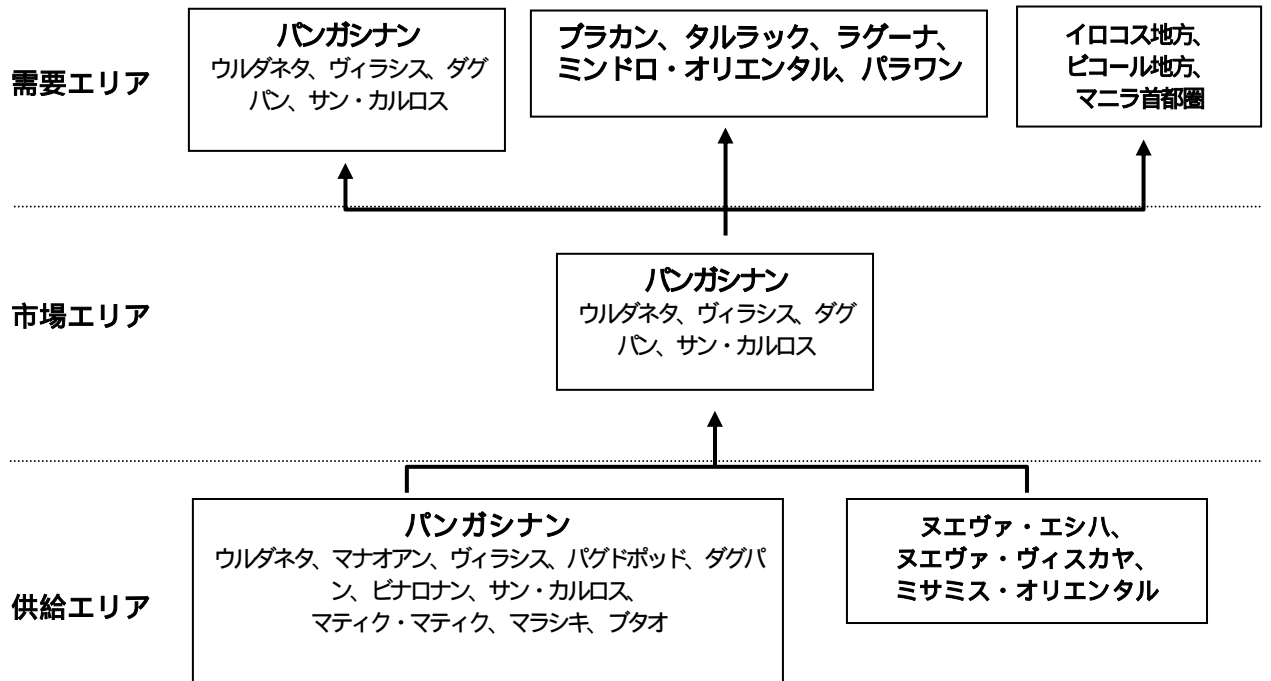 需要エリア
パンガシナン
ウルダネタ、ヴィラシス、ダグ
パン、サン・カルロス
ブラカン、タルラック、ラグーナ、
ミンドロ・オリエンタル、パラワン
イロコス地方、
ビコール地方、
マニラ首都圏
市場エリア
パンガシナン
ウルダネタ、ヴィラシス、ダグ
パン、サン・カルロス
供給エリア
パンガシナン
ウルダネタ、マナオアン、ヴィラシス、パグドポッド、ダグパ
ン、ビナロナン、サン・カルロス、
マティク・マティク、マラシキ、ブタオ
ヌエヴァ・エシハ、
ヌエヴァ・ヴィスカヤ、
ミサミス・オリエンタル